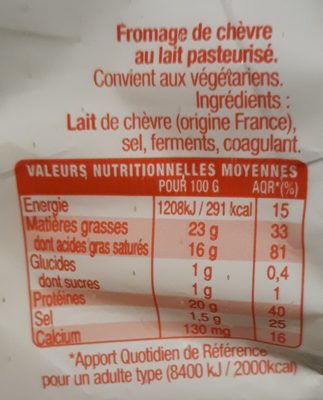 Fromage de chèvre
au lait pasteurisé.
Convient aux végétariens.
Ingrédients :
Lait de chèvre (origine France),
sel, ferments, coagulant.
VALEURS NUTRITIONNELLES MOYENNES
POUR 100 G AQR*(%)
Energie 1208kJ / 291 kcal 15
Matières grasses 23 g 33
dont acides gras saturés 16 g 81
Glucides 1 g 0,4
dont sucres 1 g 1
Protéines 20 g 40
Sel 1,5 g 25
Calcium 130 mg 16
*Apport Quotidien de Référence
pour un adulte type (8400 kJ / 2000kcal)